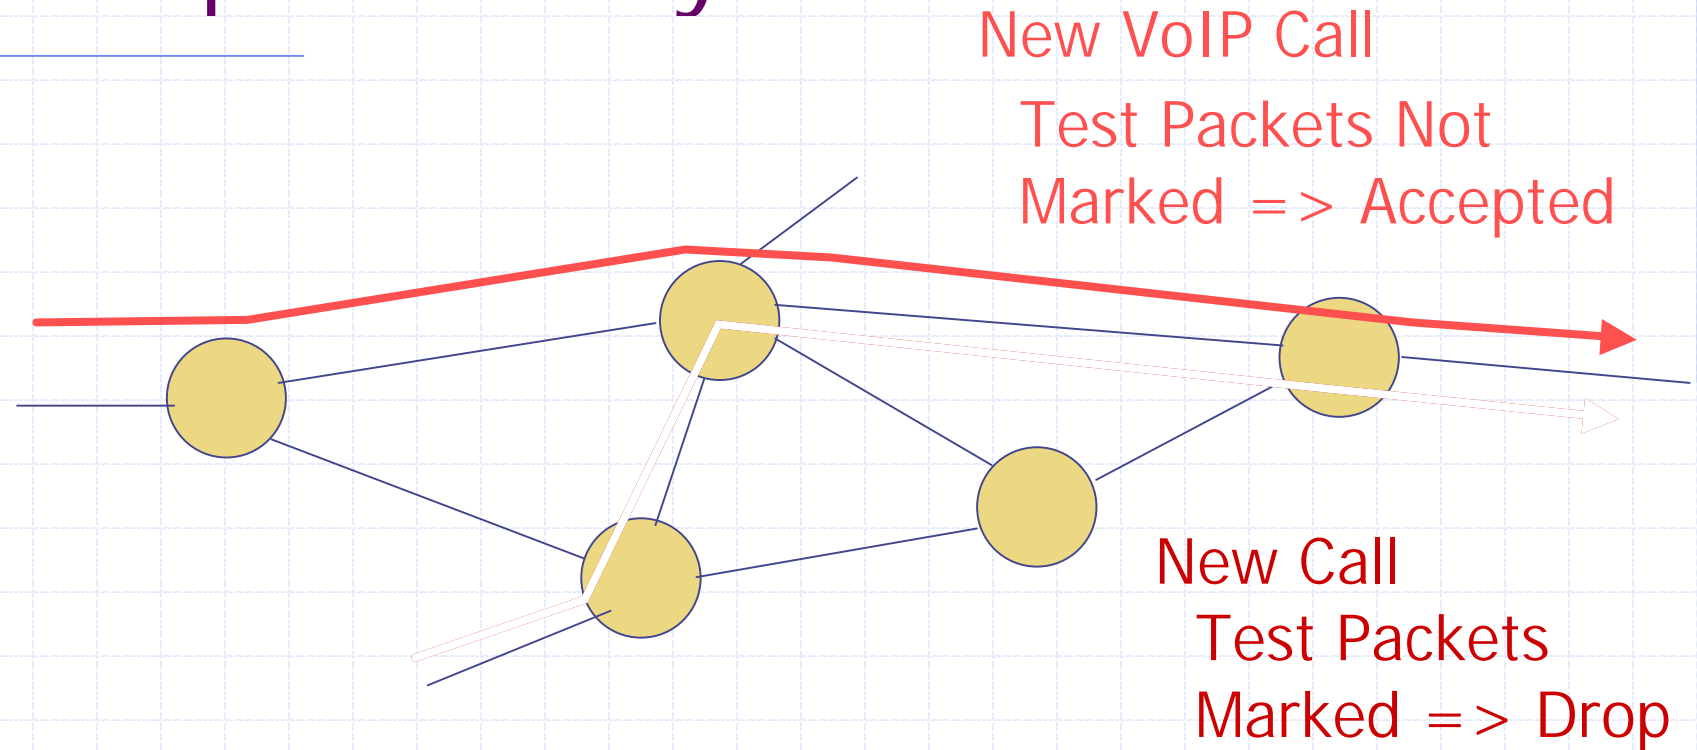 New VoIP Call
Test Packets Not
Marked => Accepted
New Call
Test Packets
Marked => Drop